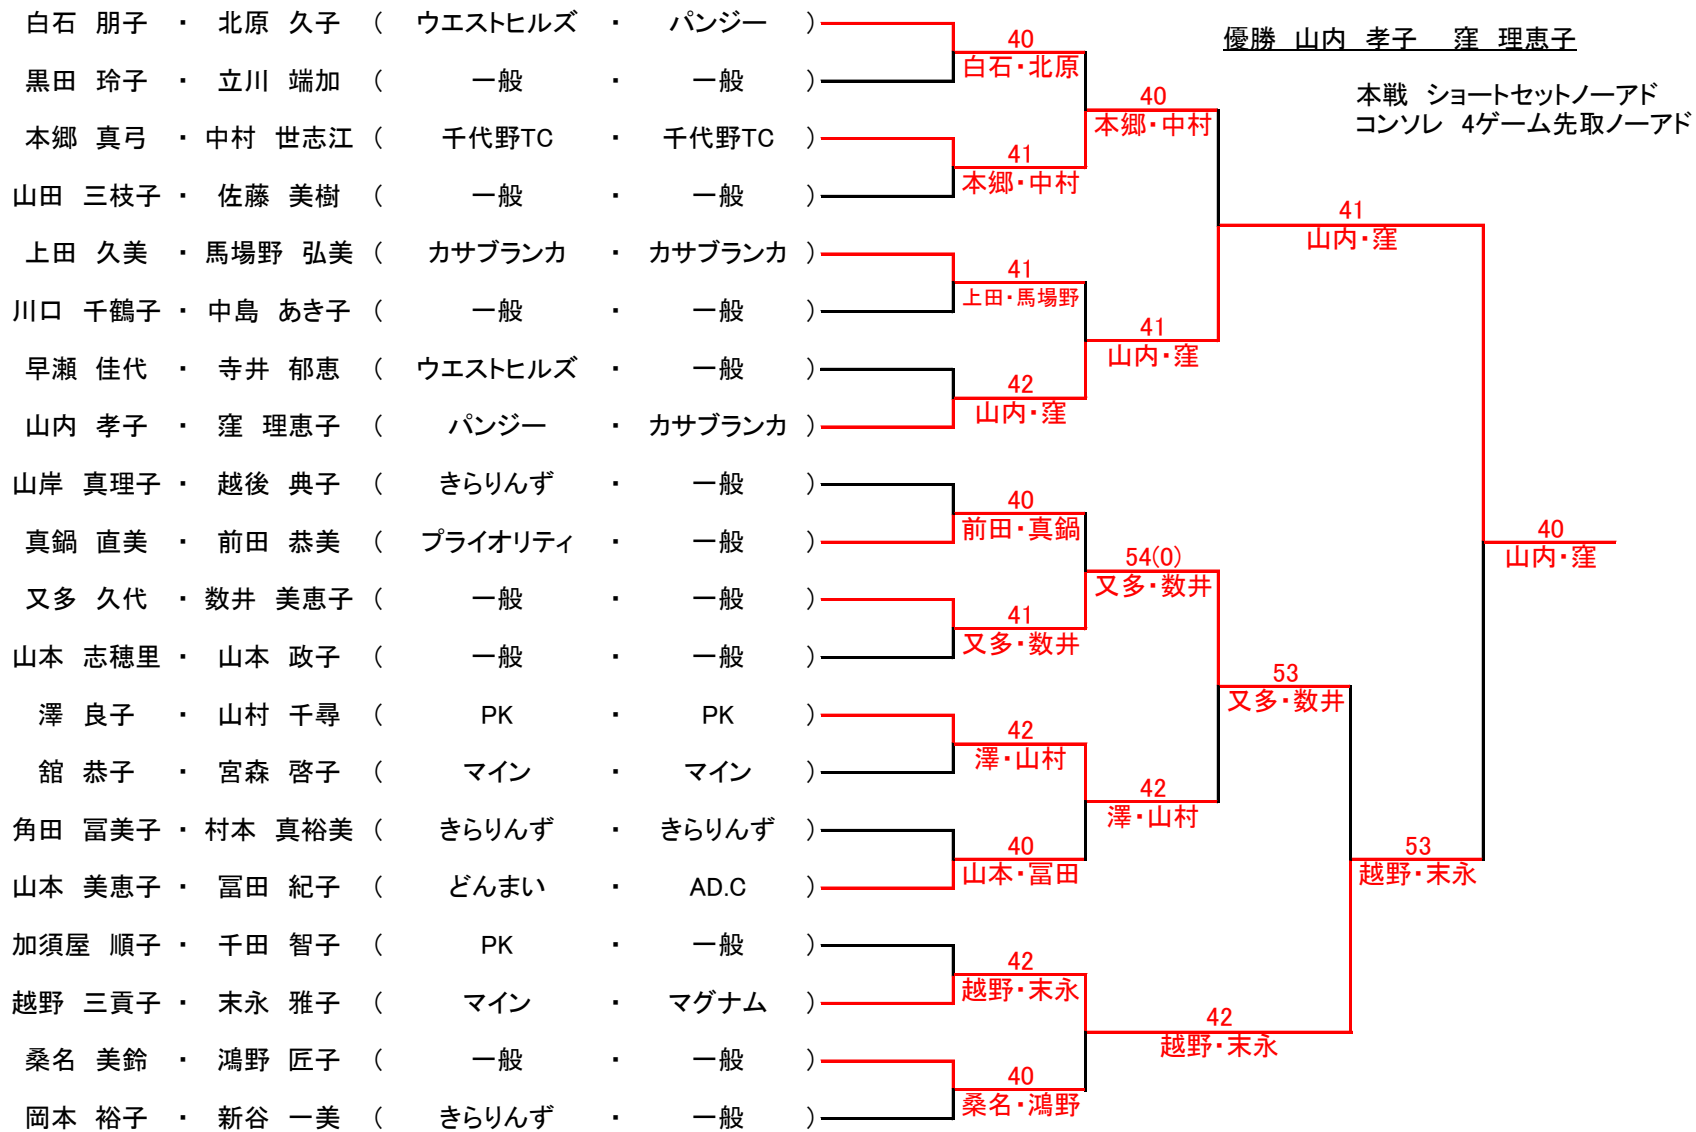 白石 朋子 ・ 北原 久子 ( ウエストヒルズ ・ パンジー )
黒田 玲子 ・ 立川 端加 ( 一般 ・ 一般 )
本郷 真弓 ・ 中村 世志江 ( 千代野TC ・ 千代野TC )
山田 三枝子 ・ 佐藤 美樹 ( 一般 ・ 一般 )
上田 久美 ・ 馬場野 弘美 ( カサブランカ ・ カサブランカ )
川口 千鶴子 ・ 中島 あき子 ( 一般 ・ 一般 )
早瀬 佳代 ・ 寺井 郁恵 ( ウエストヒルズ ・ 一般 )
山内 孝子 ・ 窪 理恵子 ( パンジー ・ カサブランカ )
山岸 真理子 ・ 越後 典子 ( きらりんず ・ 一般 )
真鍋 直美 ・ 前田 恭美 ( プライオリティ ・ 一般 )
又多 久代 ・ 数井 美恵子 ( 一般 ・ 一般 )
山本 志穂里 ・ 山本 政子 ( 一般 ・ 一般 )
澤 良子 ・ 山村 千尋 ( PK ・ PK )
舘 恭子 ・ 宮森 啓子 ( マイン ・ マイン )
角田 冨美子 ・ 村本 真裕美 ( きらりんず ・ きらりんず )
山本 美恵子 ・ 冨田 紀子 ( どんまい ・ AD.C )
加須屋 順子 ・ 千田 智子 ( PK ・ 一般 )
越野 三貢子 ・ 末永 雅子 ( マイン ・ マグナム )
桑名 美鈴 ・ 鴻野 匠子 ( 一般 ・ 一般 )
岡本 裕子 ・ 新谷 一美 ( きらりんず ・ 一般 )
40
白石・北原
41
本郷・中村
41
上田・馬場野
42
山内・窪
40
前田・真鍋
41
又多・数井
42
澤・山村
40
山本・冨田
42
越野・末永
40
桑名・鴻野
40
本郷・中村
41
山内・窪
54(0)
又多・数井
42
澤・山村
42
越野・末永
41
山内・窪
53
又多・数井
53
越野・末永
40
山内・窪
優勝 山内 孝子 窪 理恵子
本戦 ショートセットノーアド
コンソレ 4ゲーム先取ノーアド